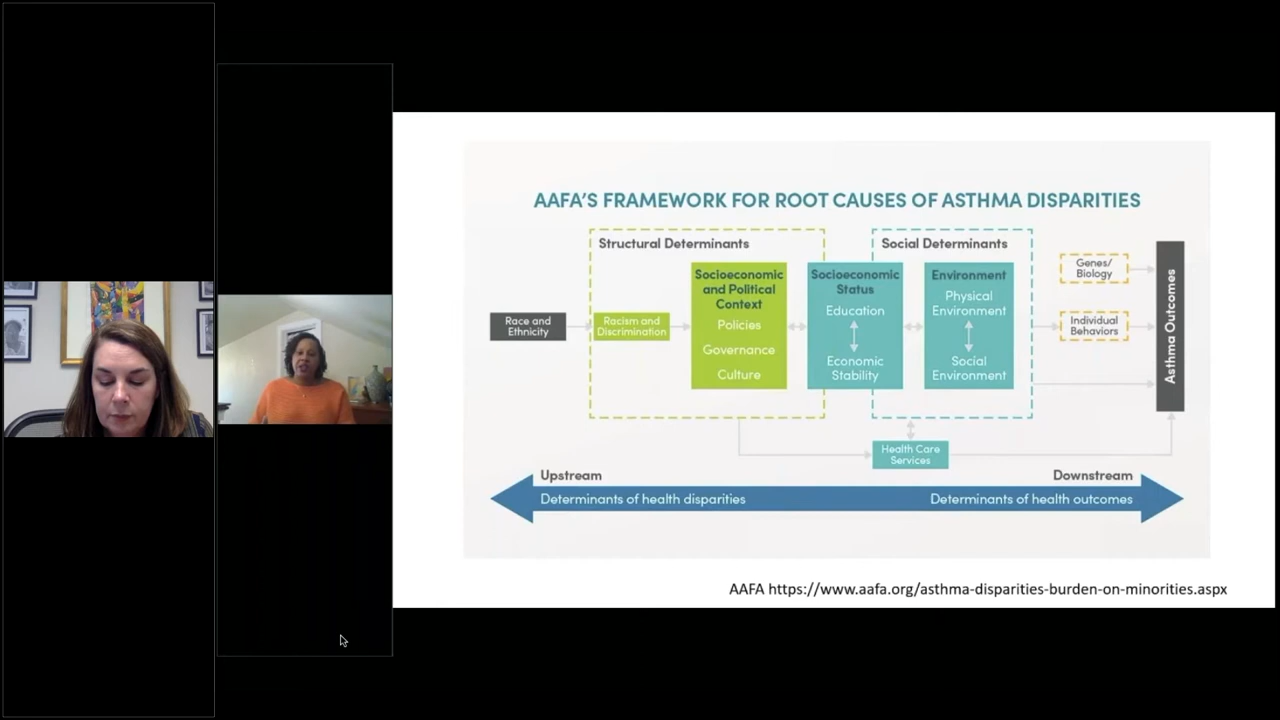 AAFA'S FRAMEWORK FOR ROOT CAUSES OF ASTHMA DISPARITIES
Structural Determinants
Social Determinants
Race and
Ethnicity
Racism and
Discrimination
Socioeconomic
and Political
Context
Policies
Governance
Culture
Socioeconomic
Status
Education
Economic
Stability
Environment
Physical
Environment
Social
Environment
Genes/
Biology
Individual
Behaviors
Asthma Outcomes
Health Care
Services
Upstream
Downstream
Determinants of health disparities
Determinants of health outcomes
AAFA https://www.aafa.org/asthma-disparities-burden-on-minorities.aspx